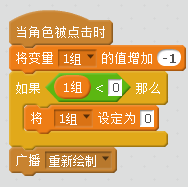 当角色被点击时
将变量 1组 的值增加 -1
如果 1组 < 0 那么
将 1组 设定为 0
广播 重新绘制